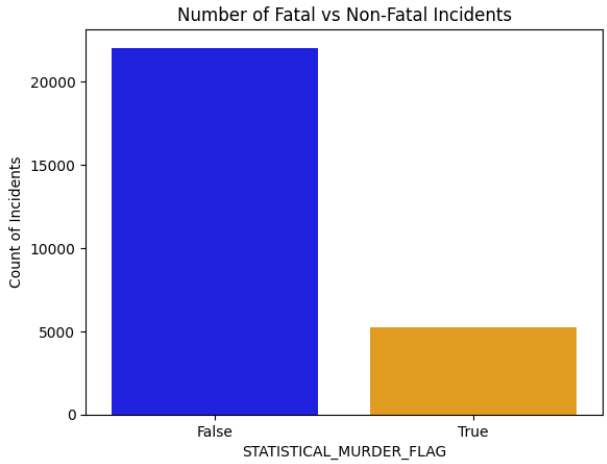 Number of Fatal vs Non-Fatal Incidents
Count of Incidents
20000
15000
10000
5000
0
False
True
STATISTICAL_MURDER_FLAG